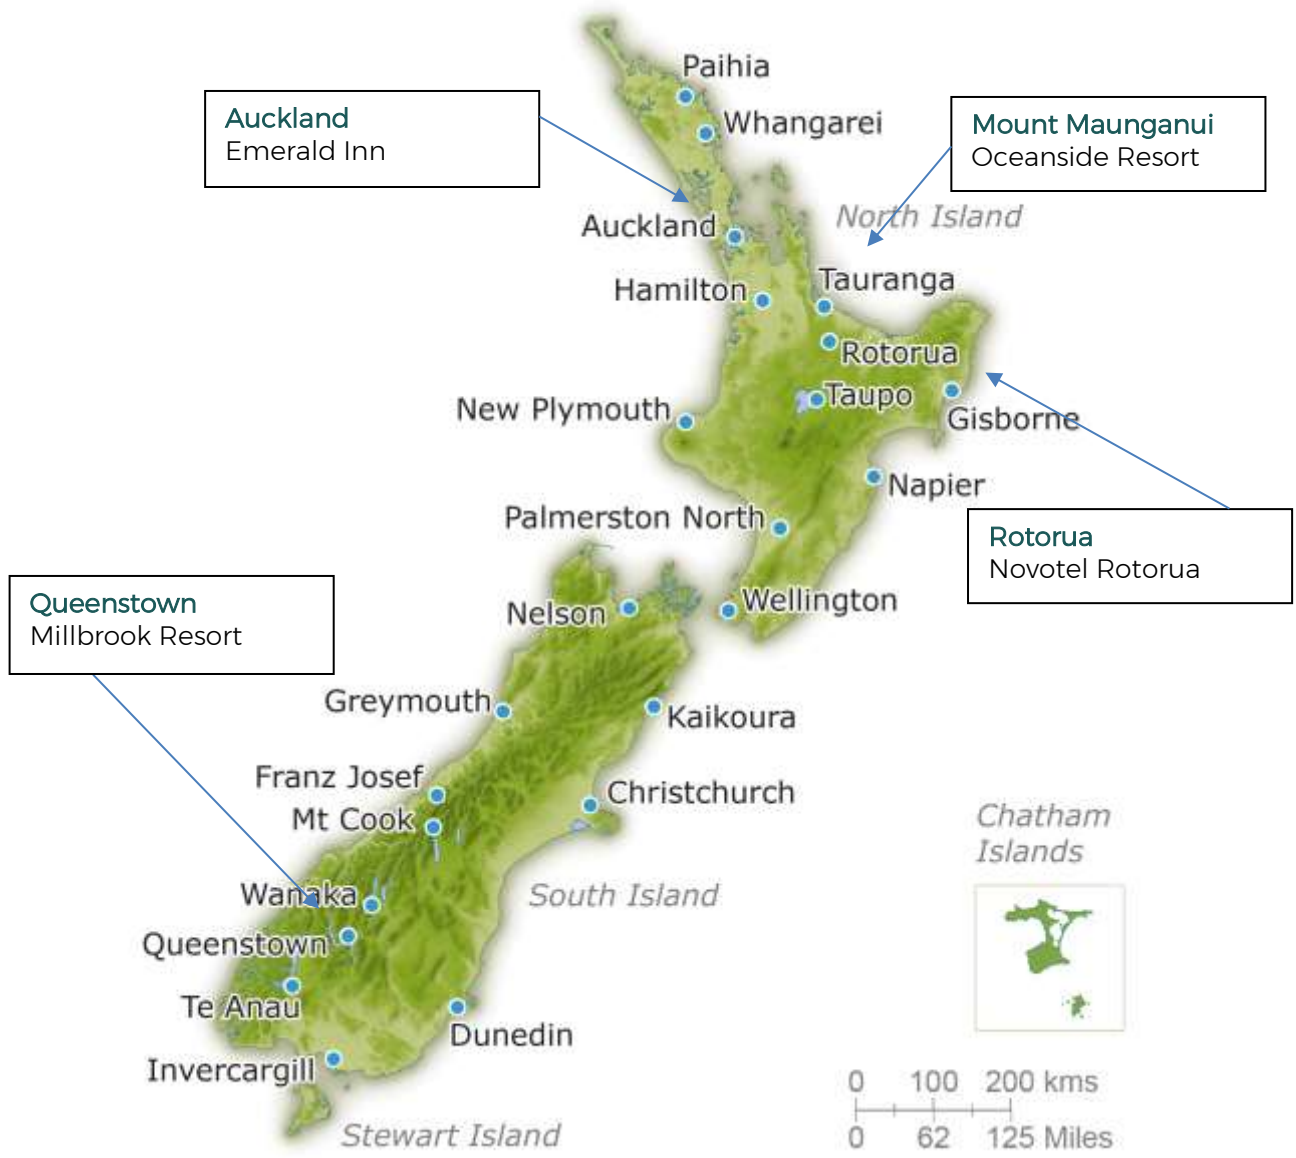 Paihia
Auckland
Emerald Inn
Whangarei
Mount Maunganui
Oceanside Resort
North Island
Auckland
Tauranga
Hamilton
Rotorua
Taupo
New Plymouth
Gisborne
Napier
Palmerston North
Rotorua
Novotel Rotorua
Queenstown
Millbrook Resort
Nelson
Wellington
Greymouth
Kaikoura
Franz Josef
Christchurch
Mt Cook
Chatham
Islands
Wanaka
South Island
Queenstown
Te Anau
Dunedin
Invercargill
0 100 200 kms
0 62 125 Miles
Stewart Island